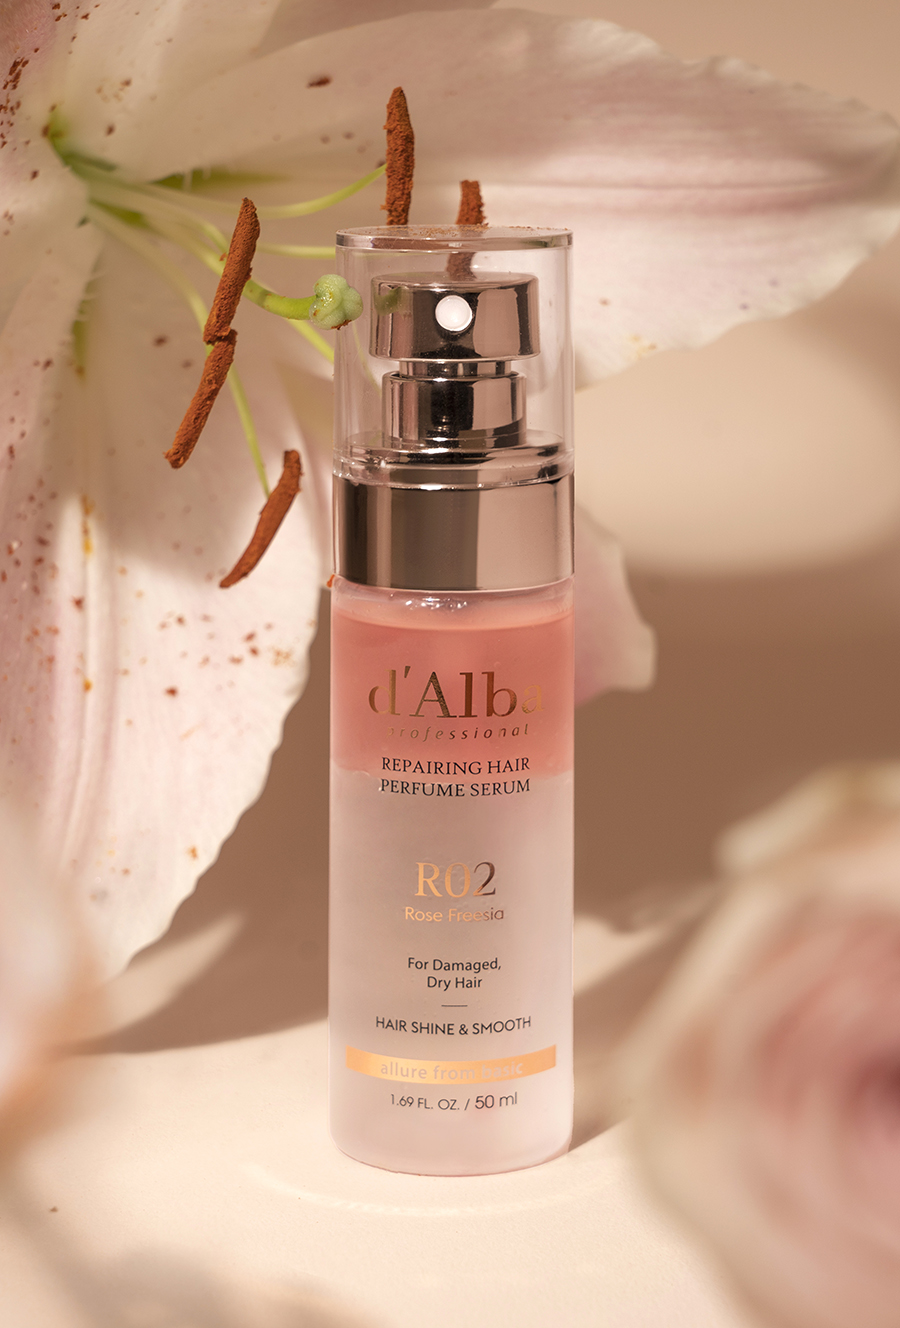 d'Alba
professional
REPAIRING HAIR
PERFUME SERUM
R02
Rose Freesia
For Damaged,
Dry Hair
HAIR SHINE & SMOOTH
allure from basic
1.69 FL. OZ. / 50 ml